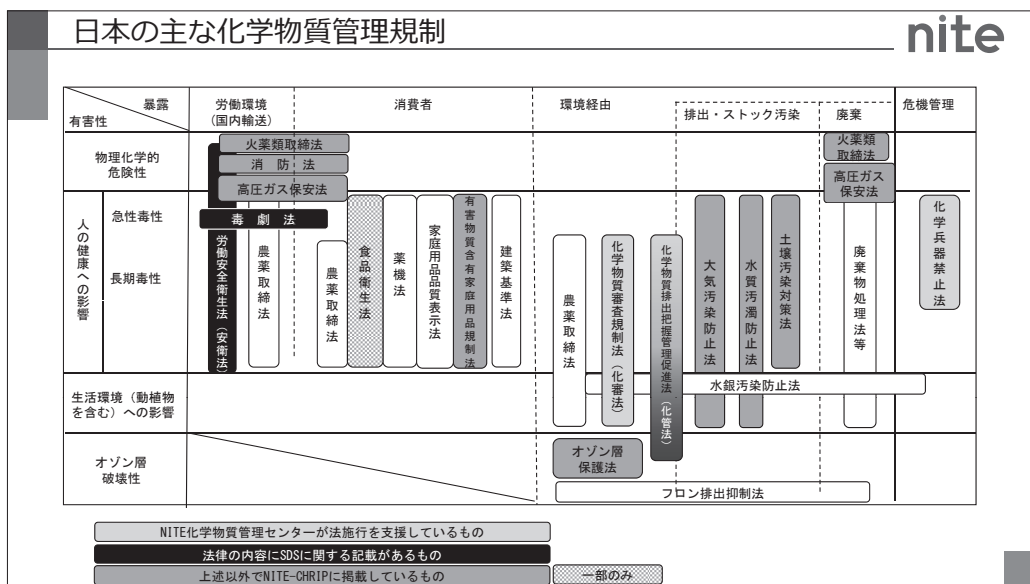 日本の主な化学物質管理規制
nite
暴露
有害性
労働環境
(国内輸送)
消費者
環境経由
排出・ストック汚染
廃棄
危機管理
物理化学的
危険性
火薬類取締法
消 防 法
高圧ガス保安法
火薬類
取締法
高圧ガス
保安法
人の健康への影響
急性毒性
長期毒性
毒 劇 法
労働安全衛生法(安衛法)
農薬取締法
農薬取締法
食品衛生法
薬機法
家庭用品品質表示法
有害物質含有家庭用品規制法
建築基準法
農薬取締法
化学物質審査規制法(化審法)
化学物質排出把握管理促進法(化管法)
大気汚染防止法
水質汚濁防止法
土壌汚染対策法
廃棄物処理法等
化学兵器禁止法
水銀汚染防止法
生活環境(動植物
を含む)への影響
オゾン層
破壊性
オゾン層
保護法
フロン排出抑制法
NITE化学物質管理センターが法施行を支援しているもの
法律の内容にSDSに関する記載があるもの
上述以外でNITE-CHRIPに掲載しているもの
一部のみ